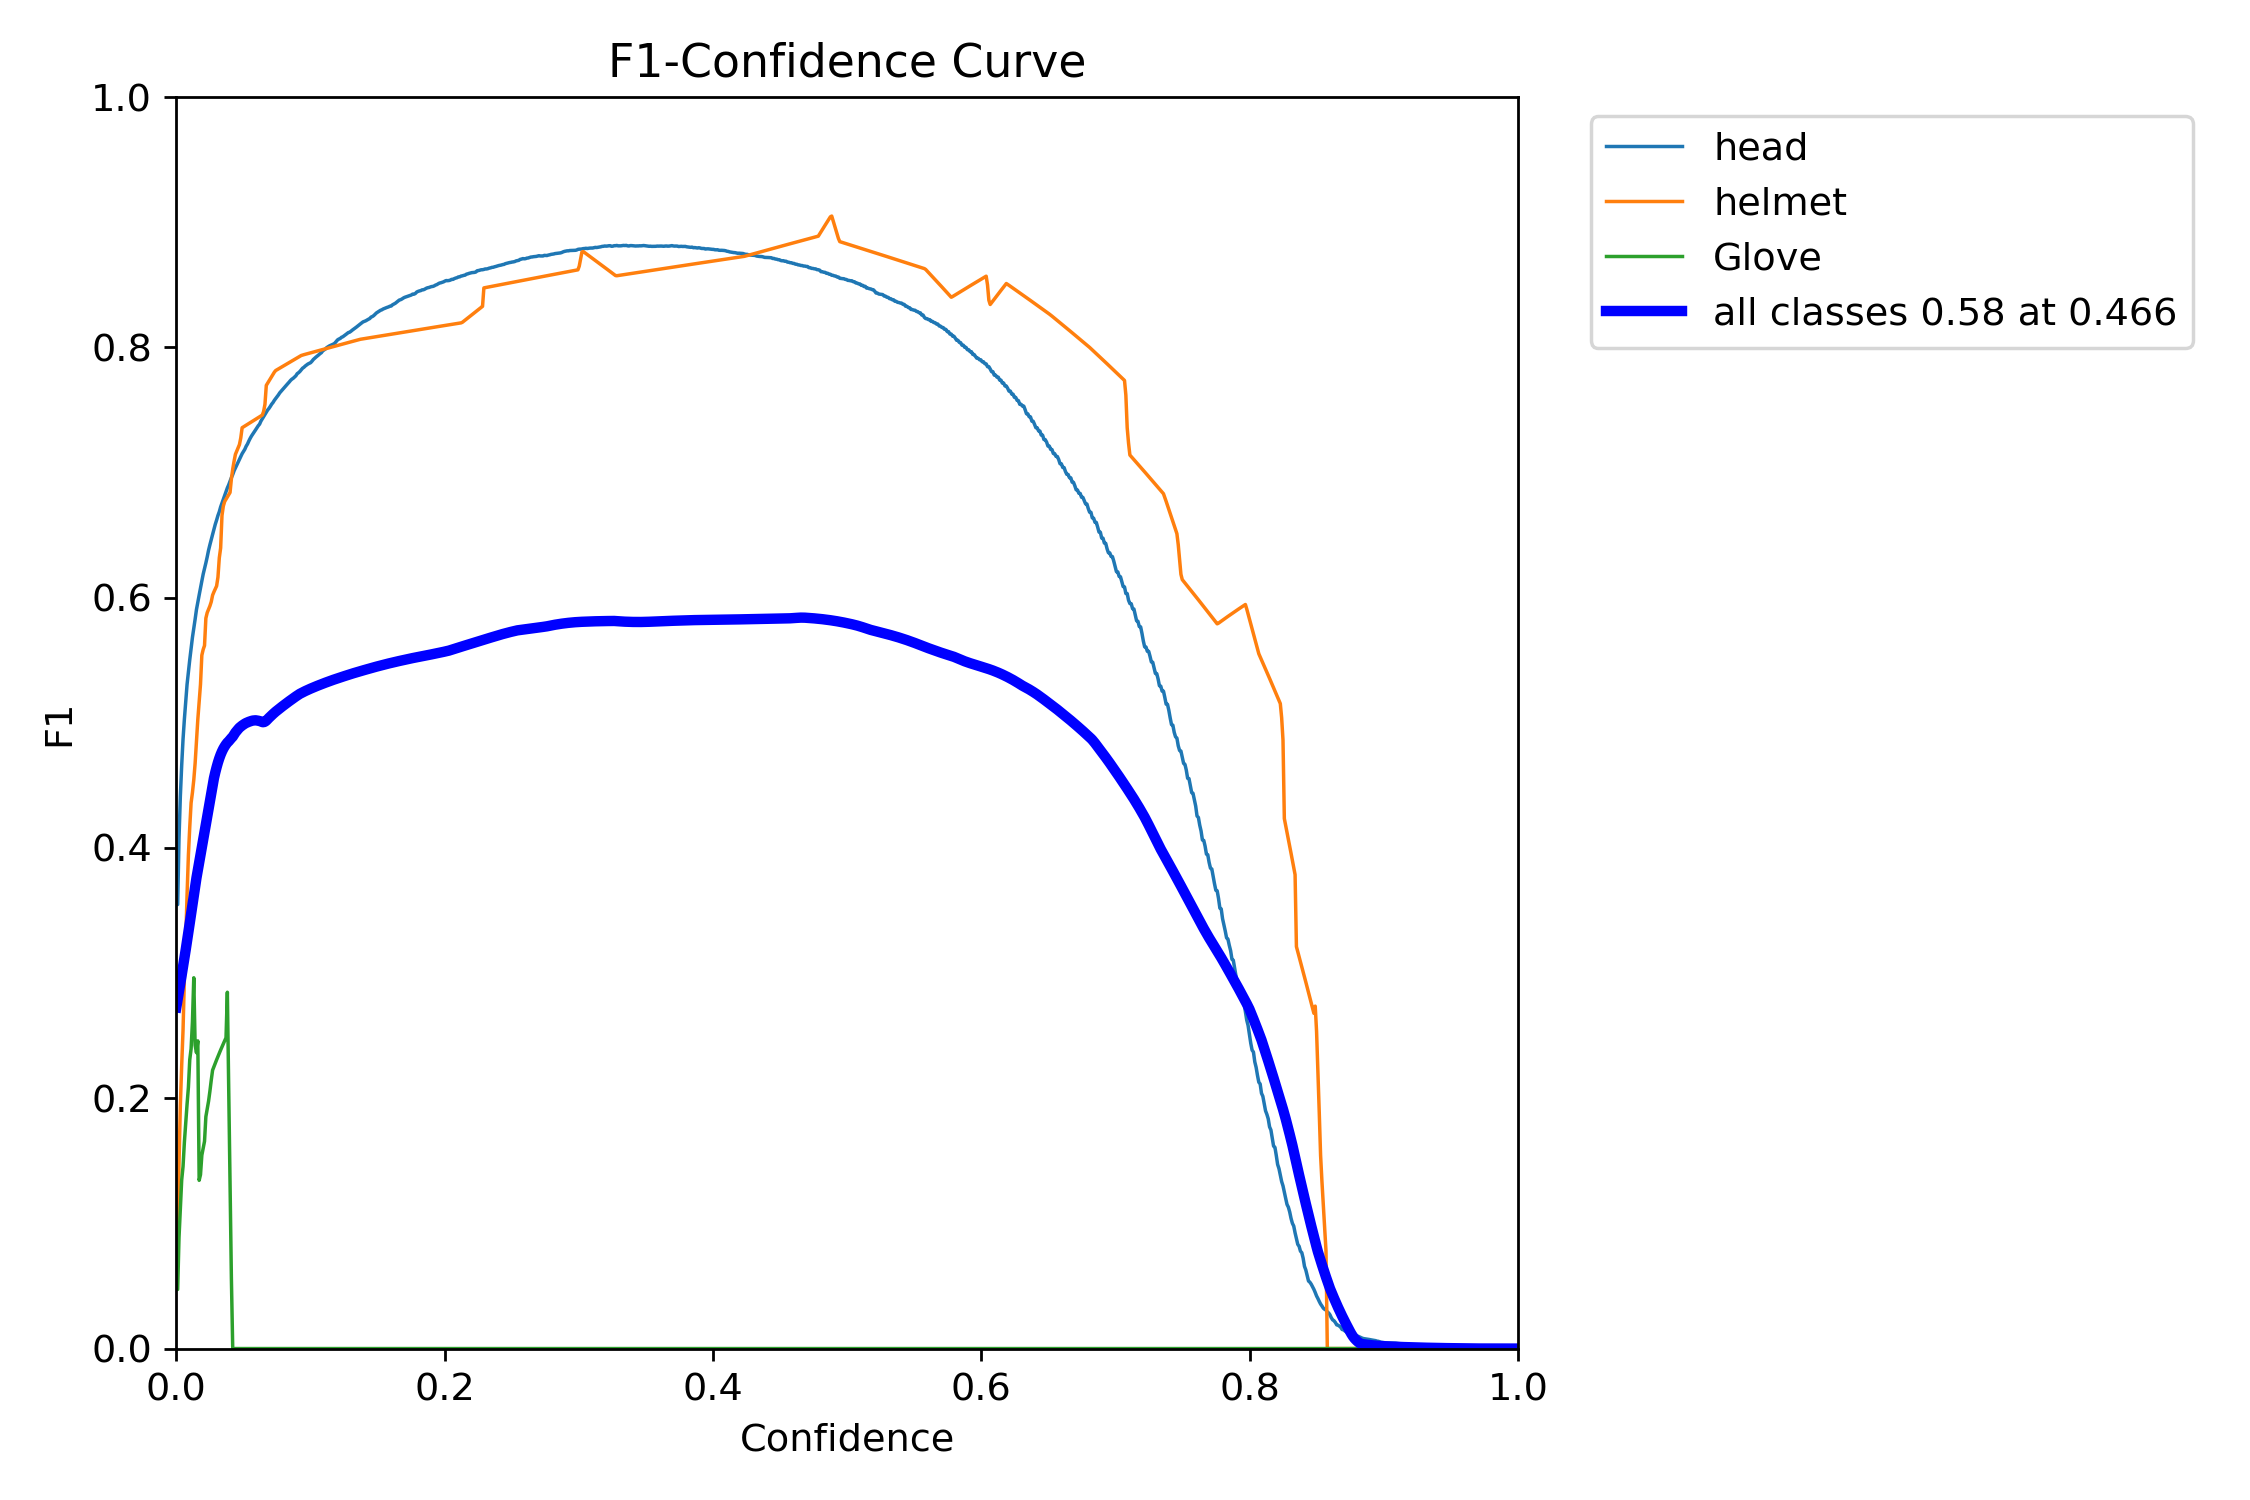 F1-Confidence Curve
1.0
0.8
0.6
0.4
0.2
0.0
F1
0.0 0.2 0.4 0.6 0.8 1.0
Confidence
head
helmet
Glove
all classes 0.58 at 0.466